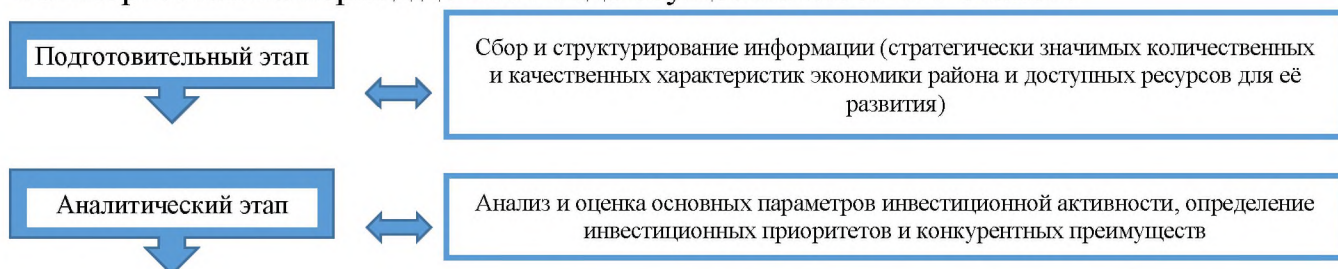 Подготовительный этап
Сбор и структурирование информации (стратегически значимых количественных
и качественных характеристик экономики района и доступных ресурсов для её
развития)
Аналитический этап
Анализ и оценка основных параметров инвестиционной активности, определение
инвестиционных приоритетов и конкурентных преимуществ